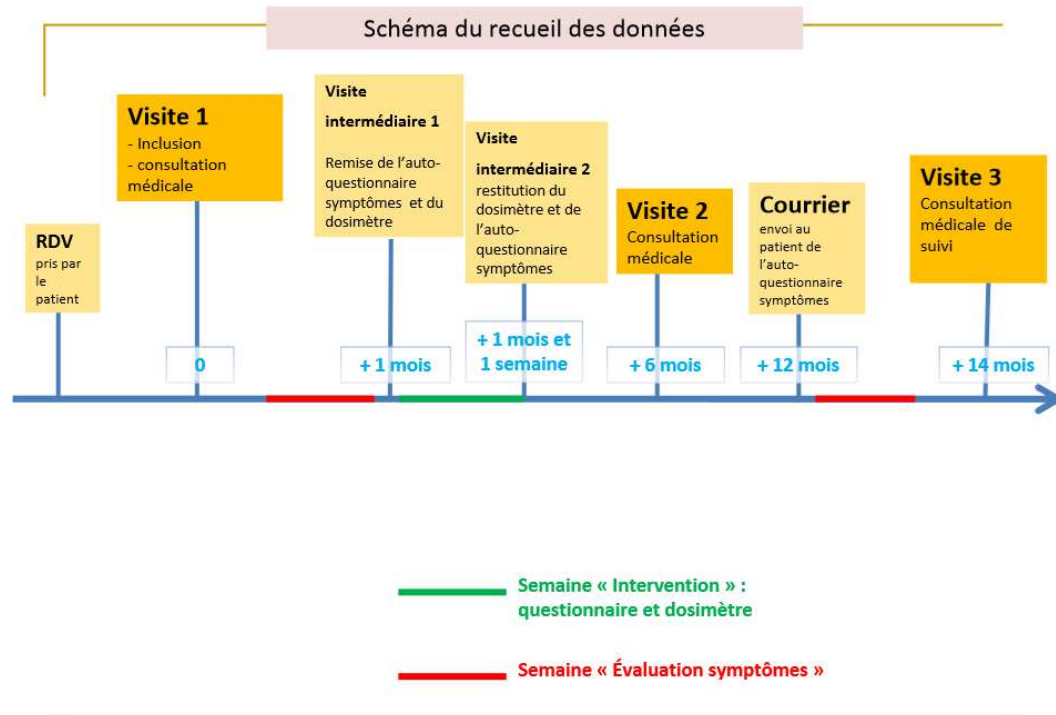 Schéma du recueil des données
RDV
pris par
le
patient
Visite 1
- Inclusion
- consultation
médicale
Visite
intermédiaire 1
Remise de l'auto-
questionnaire
symptômes et du
dosimètre
Visite
intermédiaire 2
restitution du
dosimètre et de
l'auto-
questionnaire
symptômes
Visite 2
Consultation
médicale
Courrier
envoi au
patient de
l'auto-
questionnaire
symptômes
Visite 3
Consultation
médicale de
suivi
0
+ 1 mois
+ 1 mois et
1 semaine
+ 6 mois
+ 12 mois
+ 14 mois
Semaine « Intervention » :
questionnaire et dosimètre
Semaine « Évaluation symptômes »